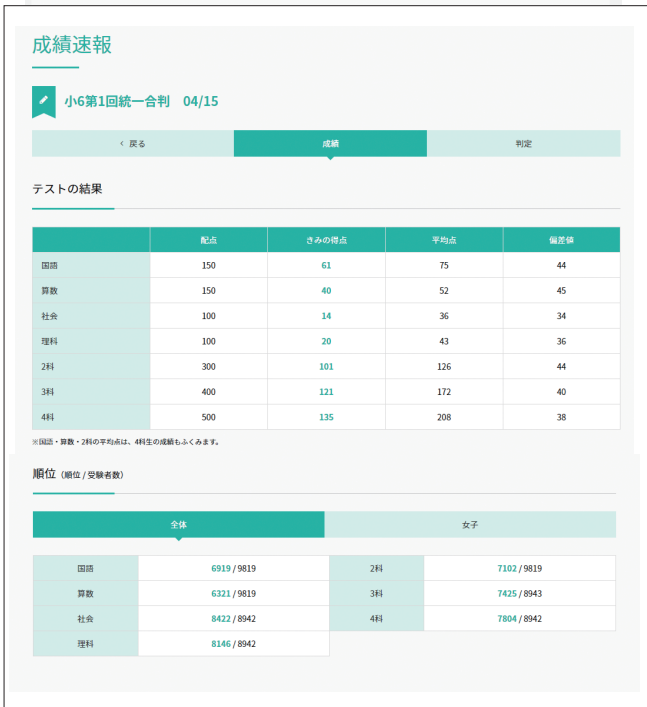 成績速報
小6第1回統一合判 04/15
< 戻る 成績 判定
テストの結果
配点 きみの得点 平均点 偏差値
国語 150 61 75 44
算数 150 40 52 45
社会 100 14 36 34
理科 100 20 43 36
2科 300 101 126 44
3科 400 121 172 40
4科 500 135 208 38
※国語・算数・2科の平均点は、4科生の成績もふくみます。
順位(順位 / 受験者数)
全体 女子
国語 6919 / 9819 2科 7102 / 9819
算数 6321 / 9819 3科 7425 / 8943
社会 8422 / 8942 4科 7804 / 8942
理科 8146 / 8942